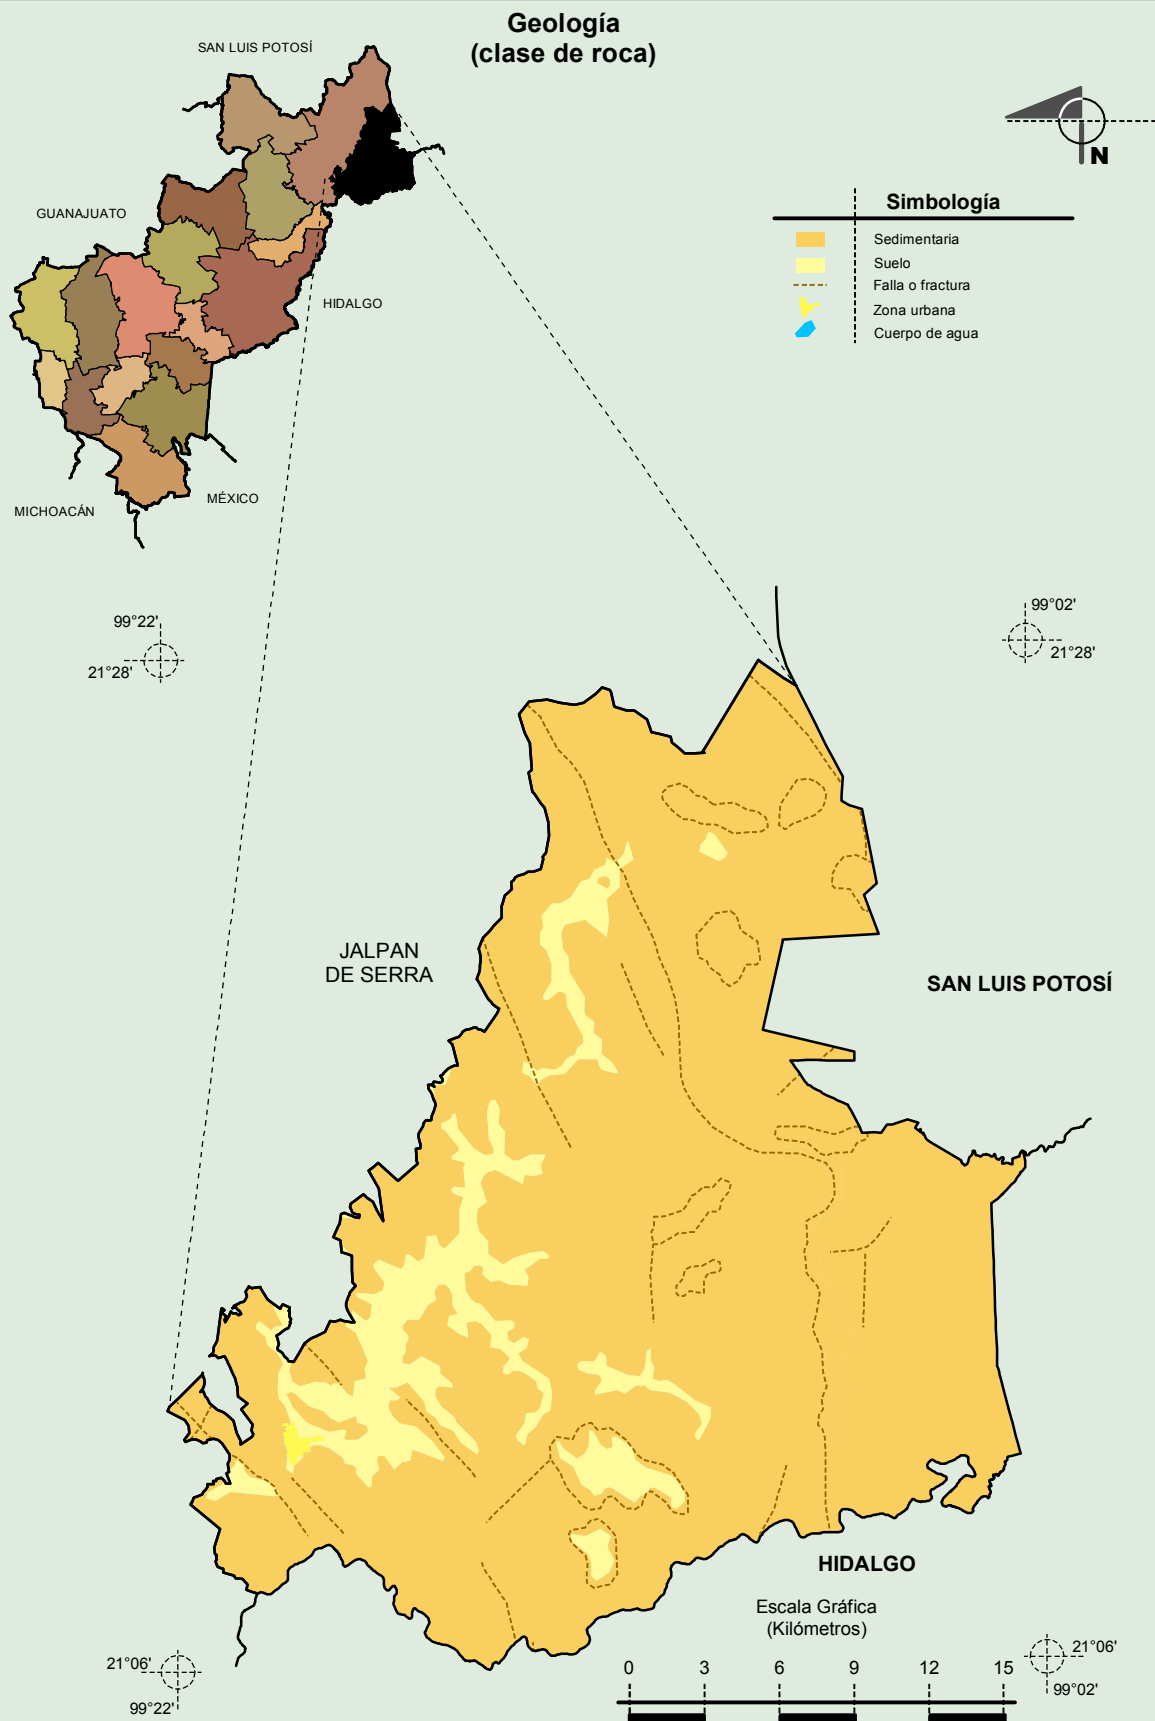 Geología
(clase de roca)
SAN LUIS POTOSÍ
GUANAJUATO
HIDALGO
MÉXICO
MICHOACÁN
N
Simbología
Sedimentaria
Suelo
Falla o fractura
Zona urbana
Cuerpo de agua
99°22'
21°28'
99°02'
21°28'
JALPAN
DE SERRA
SAN LUIS POTOSÍ
HIDALGO
Escala Gráfica
(Kilómetros)
0 3 6 9 12 15
21°06'
99°22'
21°06'
99°02'